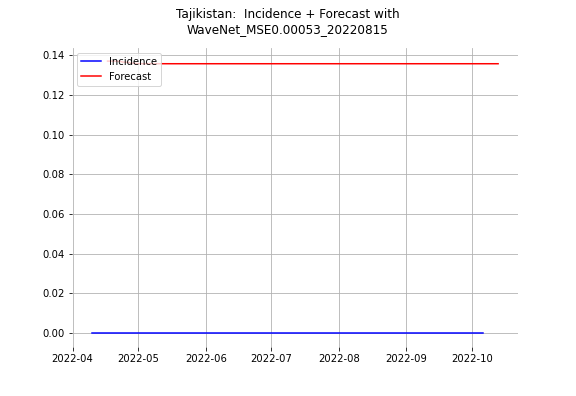 Tajikistan:  Incidence + Forecast with
WaveNet_MSE0.00053_20220815
Incidence
Forecast
0.14
0.12
0.10
0.08
0.06
0.04
0.02
0.00
2022-04 2022-05 2022-06 2022-07 2022-08 2022-09 2022-10